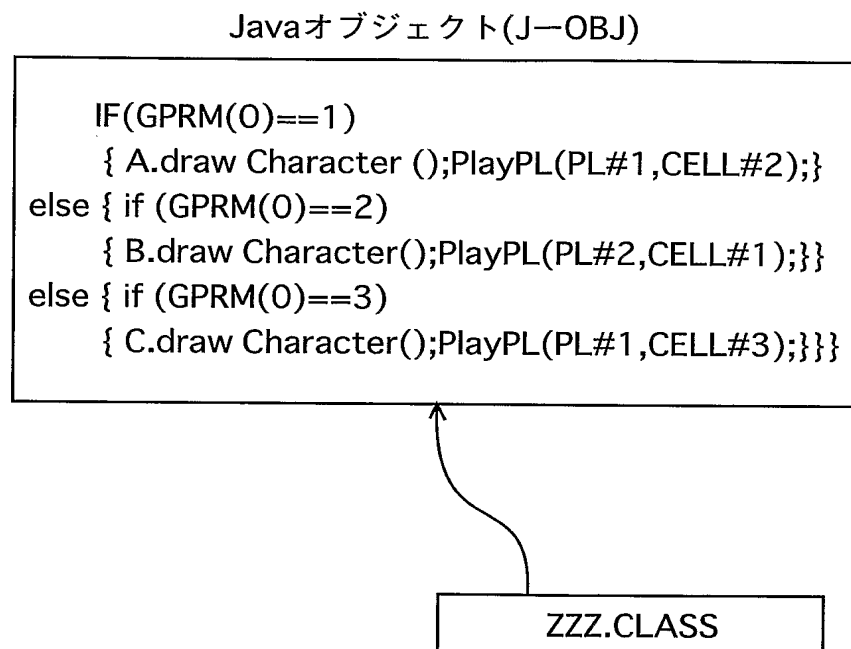 Javaオブジェクト(J－OBJ)
IF(GPRM(0)==1)
{ A.draw Character ();PlayPL(PL#1,CELL#2);}
else { if (GPRM(0)==2)
{ B.draw Character();PlayPL(PL#2,CELL#1);}}
else { if (GPRM(0)==3)
{ C.draw Character();PlayPL(PL#1,CELL#3);}}}
ZZZ.CLASS